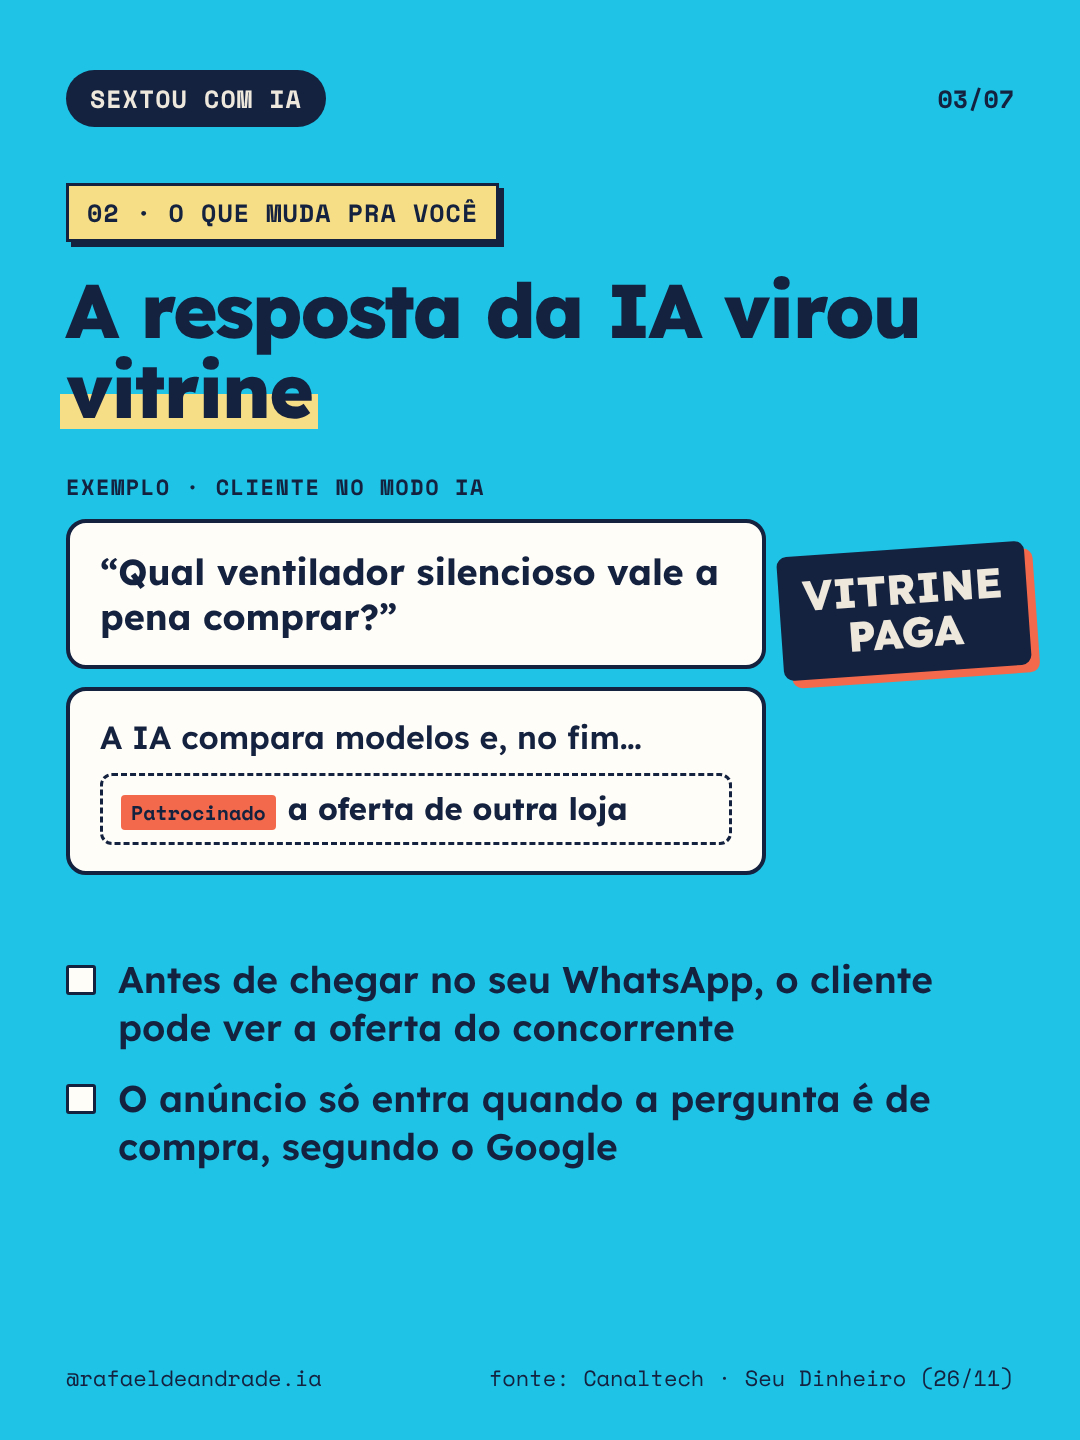 SEXTOU COM IA
03/07
02 · O QUE MUDA PRA VOCÊ
A resposta da IA virou
vitrine
EXEMPLO · CLIENTE NO MODO IA
“Qual ventilador silencioso vale a
pena comprar?”
VITRINE
PAGA
A IA compara modelos e, no fim...
Patrocinado a oferta de outra loja
Antes de chegar no seu WhatsApp, o cliente
pode ver a oferta do concorrente
O anúncio só entra quando a pergunta é de
compra, segundo o Google
@rafaeldeandrade.ia
fonte: Canaltech · Seu Dinheiro (26/11)